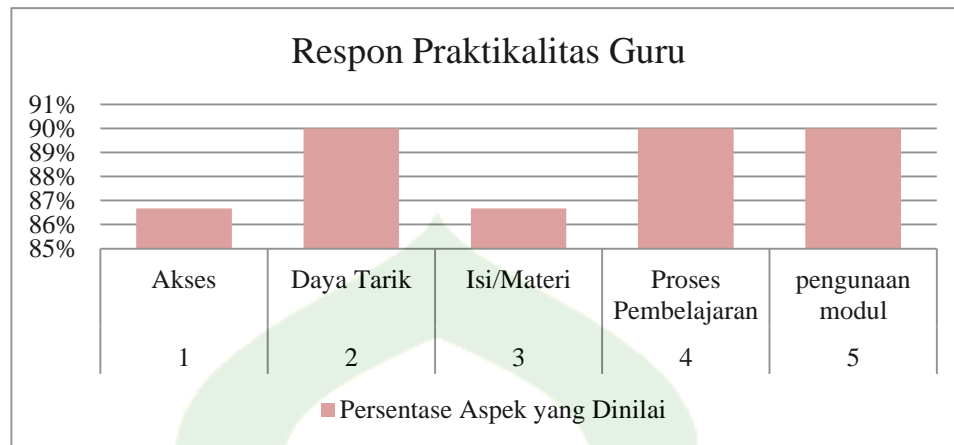 Respon Praktikalitas Guru
91%
90%
89%
88%
87%
86%
85%
Akses
Daya Tarik
Isi/Materi
Proses
Pembelajaran
pengunaan
modul
1
2
3
4
5
Persentase Aspek yang Dinilai